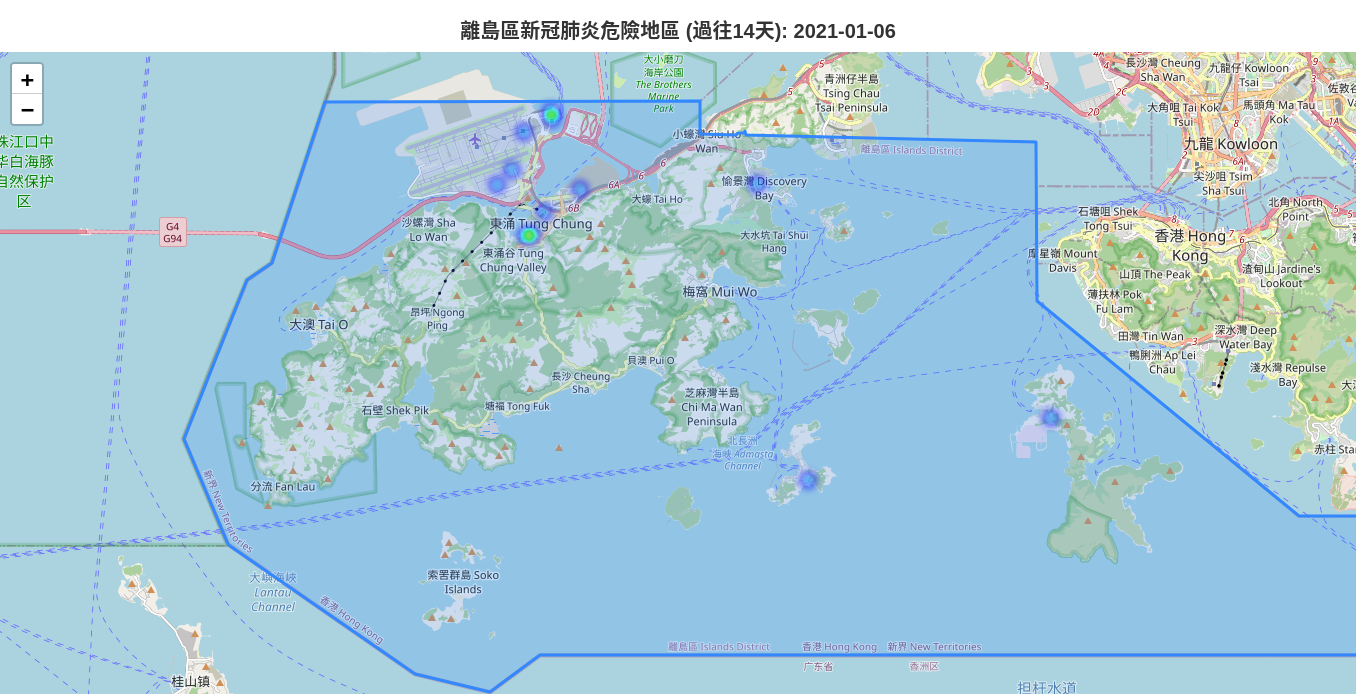 離島區新冠肺炎危險地區 (過往14天): 2021-01-06
+
−
大小磨刀
海岸公園
The Brothers
Marine
Park
5
青洲仔半島
Tsing Chau
Tsai Peninsula
長沙灣 Cheung
Sha Wan
九龍仔 Kowloon
Tsai
3
2D
2
大角咀 Tai Kok
Tsui
馬頭角 Ma Tau
Kok
1A
九龍 Kowloon
尖沙咀 Tsim
Sha Tsui
珠江口中
华白海豚
自然保护
区
小蠔灣 Siu Ho
Wan
離島區 Islands District
6
6
6A
6B
愉景灣 Discovery
Bay
大蠔 Tai Ho
G4
G94
沙螺灣 Sha
Lo Wan
東涌 Tung Chung
東涌谷 Tung
Chung Valley
大水坑 Tai Shui
Hang
北角 North
Point
石塘咀 Shek
Tong Tsui
香港 Hong
Kong
摩星嶺 Mount
Davis
山頂 The Peak
渣甸山 Jardine's
Lookout
薄扶林 Pok
Fu Lam
梅窩 Mui Wo
昂坪 Ngong
Ping
大澳 Tai O
田灣 Tin Wan
深水灣 Deep
Water Bay
3
鴨脷洲 Ap Lei
Chau
淺水灣 Repulse
Bay
貝澳 Pui O
長沙 Cheung
Sha
芝麻灣半島
Chi Ma Wan
Peninsula
石壁 Shek Pik
塘福 Tong Fuk
北長洲
海峽 Adamasta
Channel
赤柱 Sta
分流 Fan Lau
新界 New Territories
索罟群島 Soko
Islands
大嶼海峽
Lantau
Channel
香港 Hong Kong
離島區 Islands District
香港 Hong Kong
新界 New Territories
广东省
香洲区
桂山镇
担杆水道